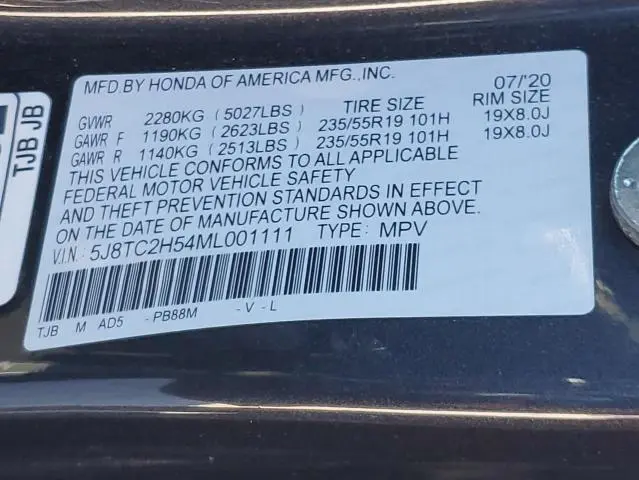 MFD.BY HONDA OF AMERICA MFG.,INC. 07/'20
GVWR 2280KG (5027LBS) TIRE SIZE RIM SIZE
GAWR F 1190KG (2623LBS) 235/55R19 101H 19X8.0J
GAWR R 1140KG (2513LBS) 235/55R19 101H 19X8.0J
THIS VEHICLE CONFORMS TO ALL APPLICABLE
FEDERAL MOTOR VEHICLE SAFETY
AND THEFT PREVENTION STANDARDS IN EFFECT
ON THE DATE OF MANUFACTURE SHOWN ABOVE.
V.I.N.: 5J8TC2H54ML001111 TYPE: MPV
TJB M AD5 -PB88M -V-L
TJB JB